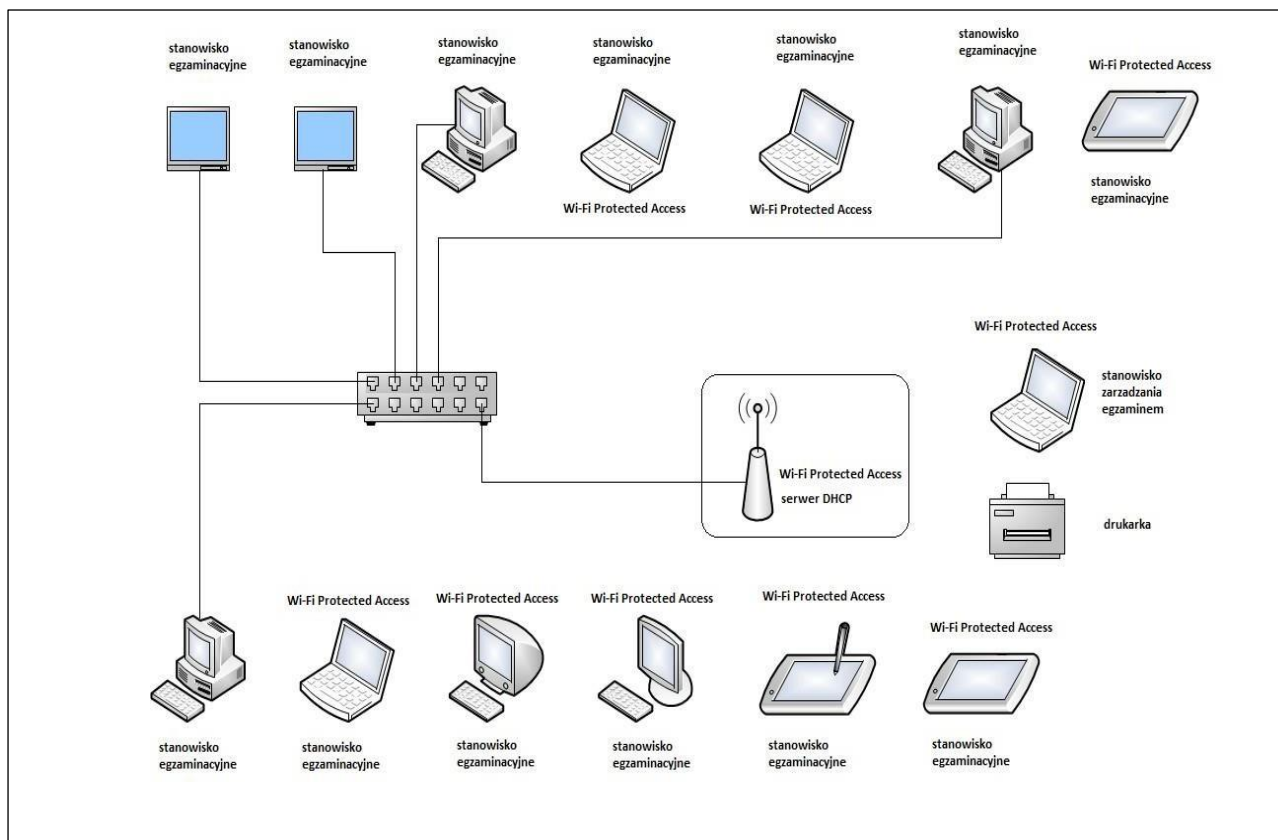 stanowisko
egzaminacyjne
stanowisko
egzaminacyjne
stanowisko
egzaminacyjne
stanowisko
egzaminacyjne
stanowisko
egzaminacyjne
stanowisko
egzaminacyjne
Wi-Fi Protected Access
Wi-Fi Protected Access
Wi-Fi Protected Access
stanowisko
egzaminacyjne
Wi-Fi Protected Access
stanowisko
zarzadzania
egzaminem
Wi-Fi Protected Access
serwer DHCP
drukarka
Wi-Fi Protected Access
Wi-Fi Protected Access
Wi-Fi Protected Access
Wi-Fi Protected Access
Wi-Fi Protected Access
stanowisko
egzaminacyjne
stanowisko
egzaminacyjne
stanowisko
egzaminacyjne
stanowisko
egzaminacyjne
stanowisko
egzaminacyjne
stanowisko
egzaminacyjne